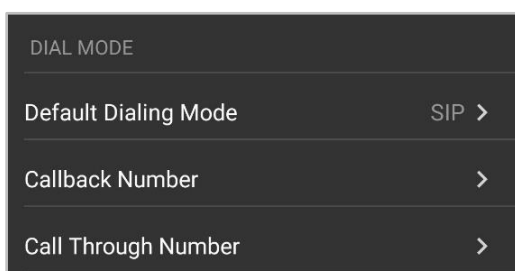 DIAL MODE
Default Dialing Mode SIP
Callback Number
Call Through Number